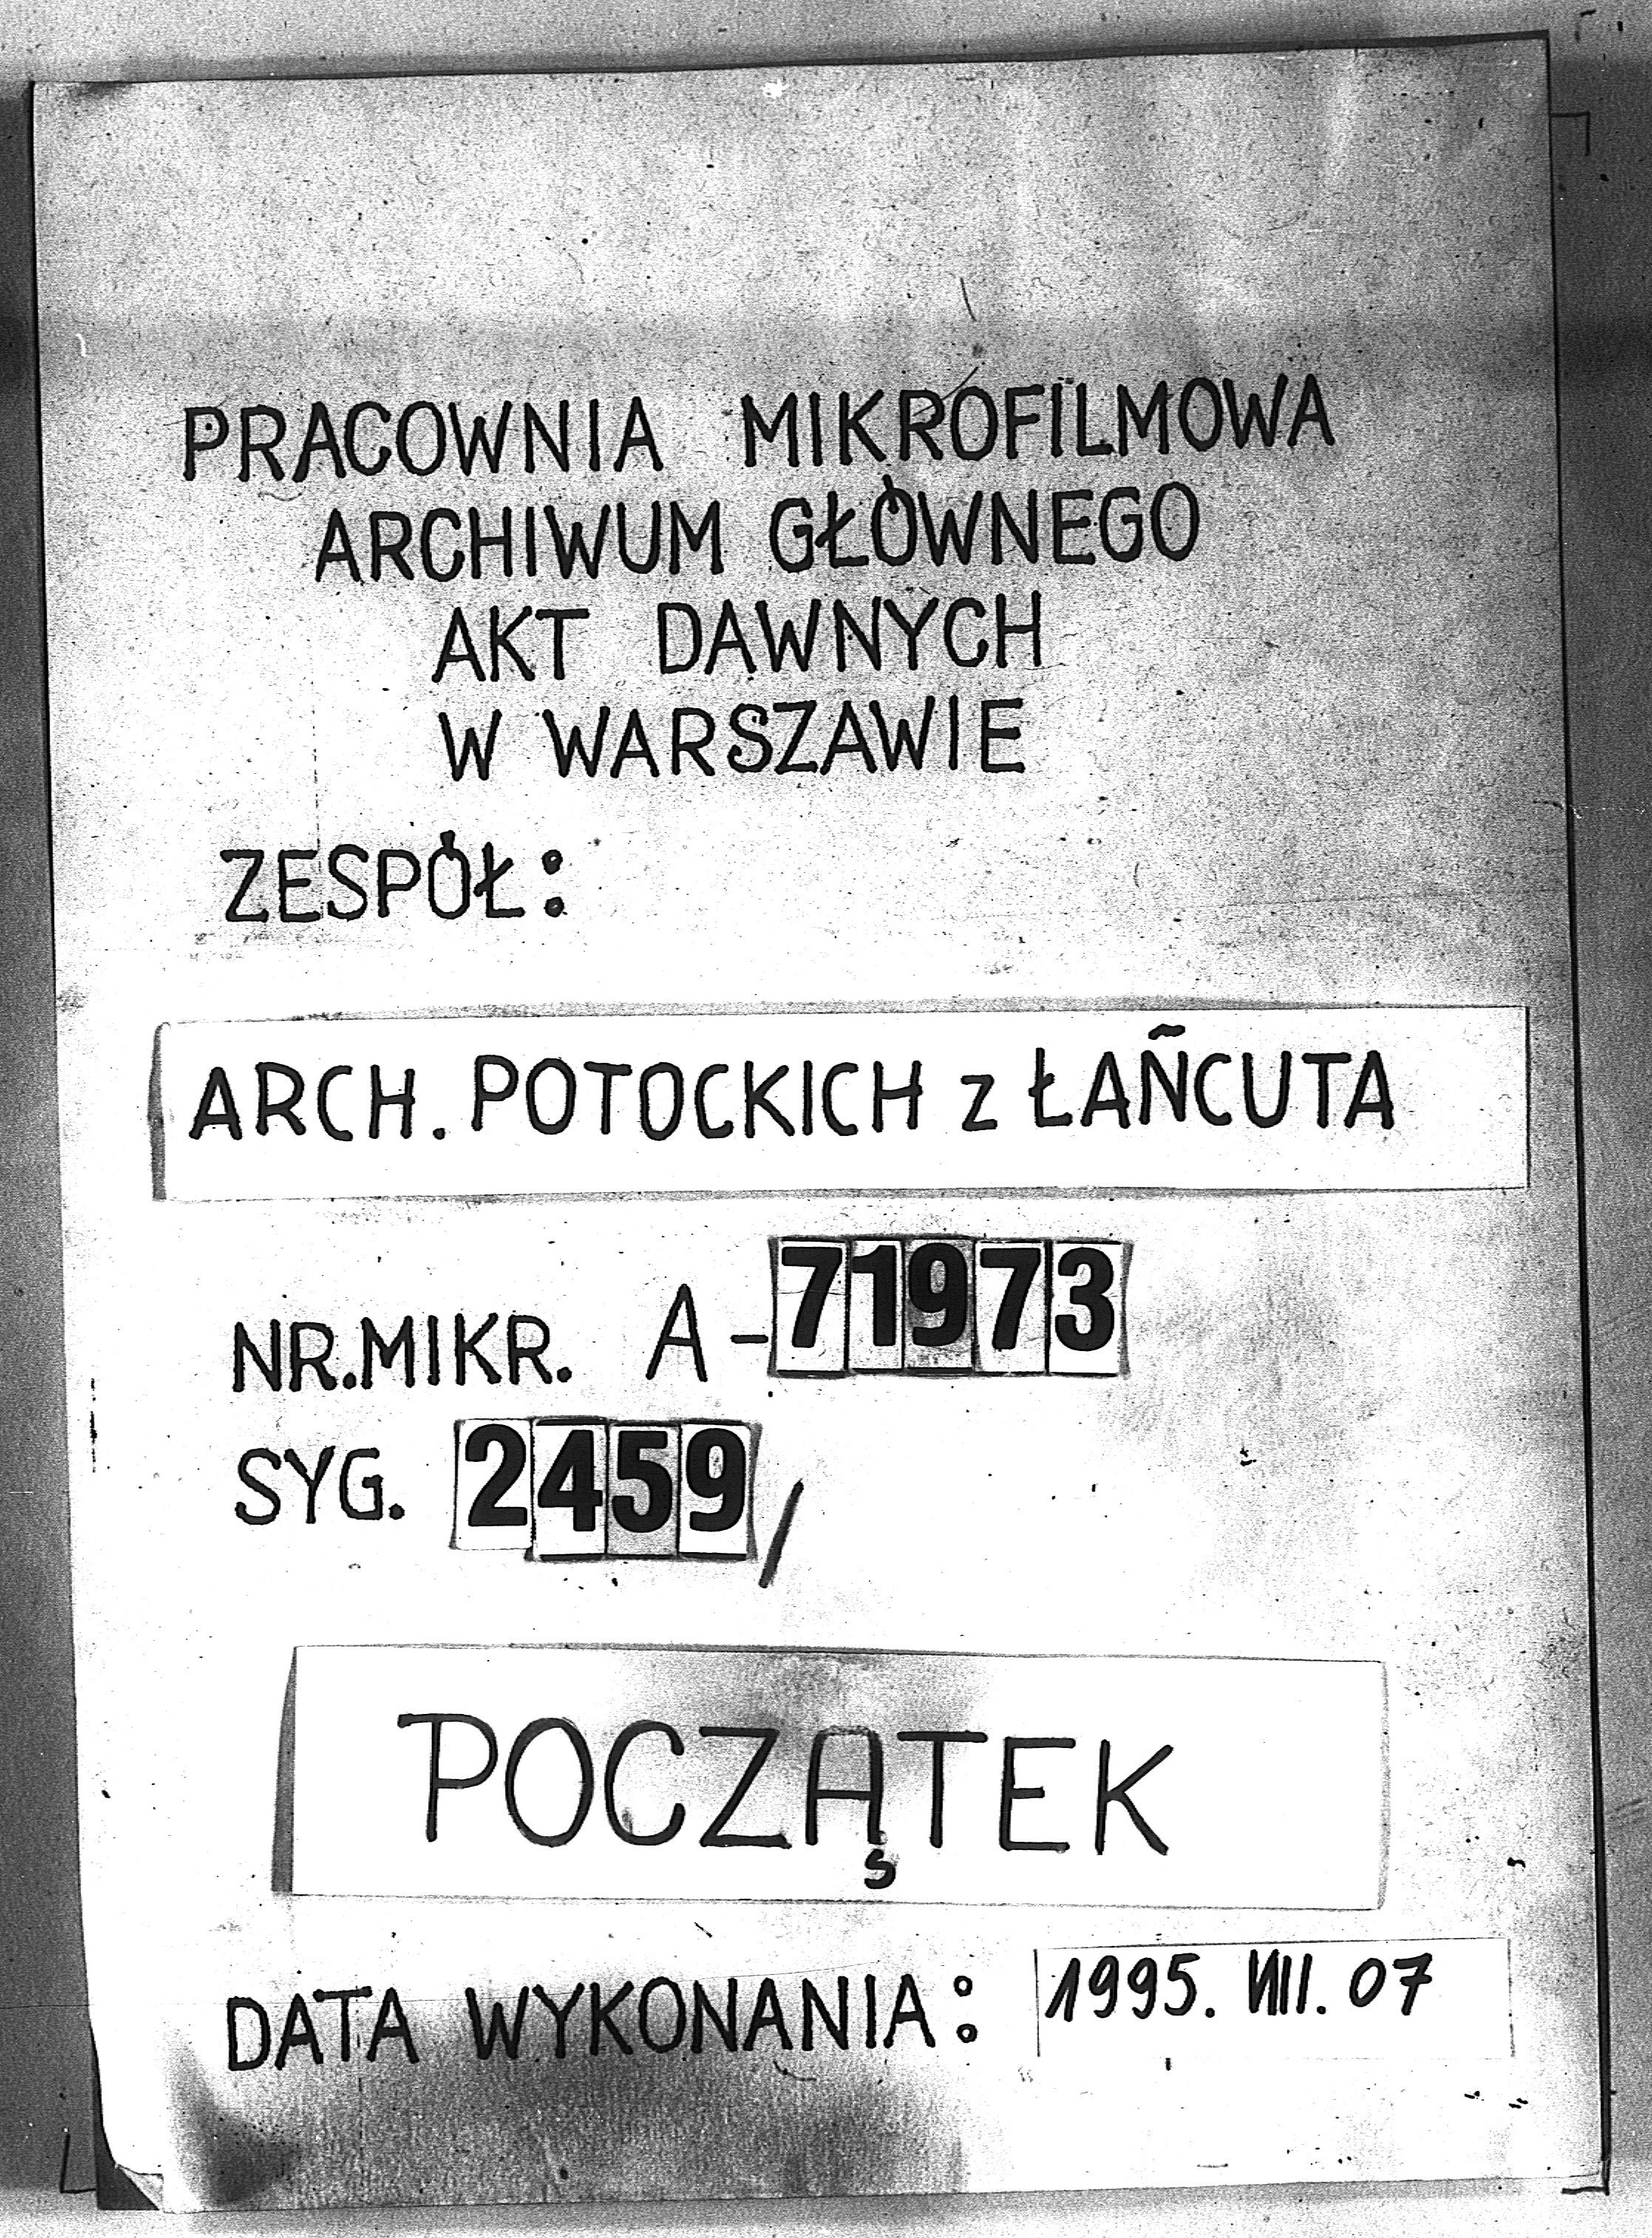 PRACOWNIA MIKROFILMOWA
ARCHIWUM GŁÓWNEGO
AKT DAWNYCH
W WARSZAWIE
ZESPÓŁ:
ARCH. POTOCKICH z ŁAŃCUTA
NR.MIKR. A-71973
SYG. 2459/
POCZĄTEK
DATA WYKONANIA: 1995. VIII. 07